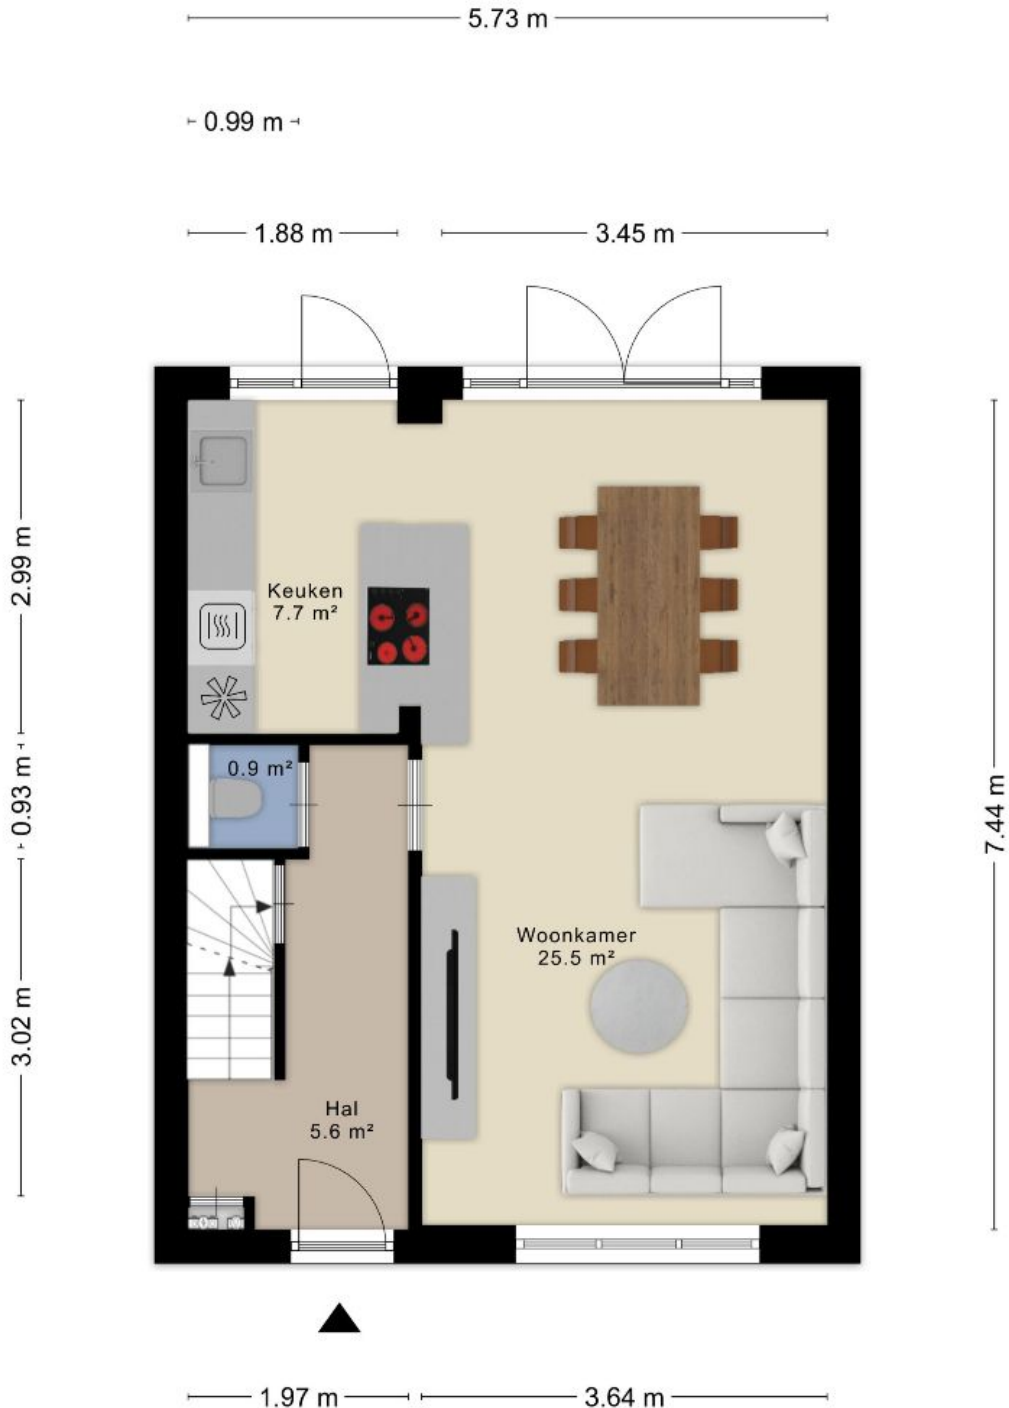 5.73 m
0.99 m
1.88 m
3.45 m
2.99 m
Keuken
7.7 m²
0.9 m²
0.93 m
7.44 m
Woonkamer
25.5 m²
3.02 m
Hal
5.6 m²
1.97 m
3.64 m